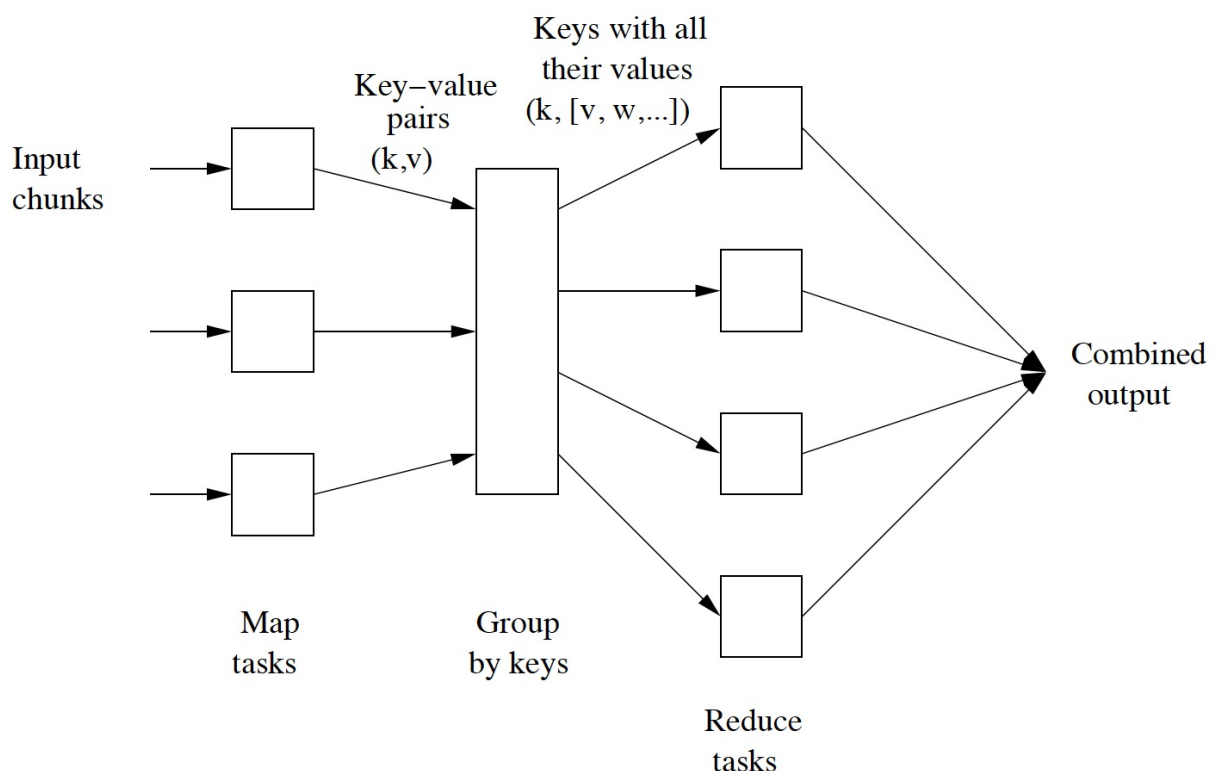 Input
chunks
Key−value
pairs
(k,v)
Keys with all
their values
(k, [v, w,...])
Combined
output
Map
tasks
Group
by keys
Reduce
tasks